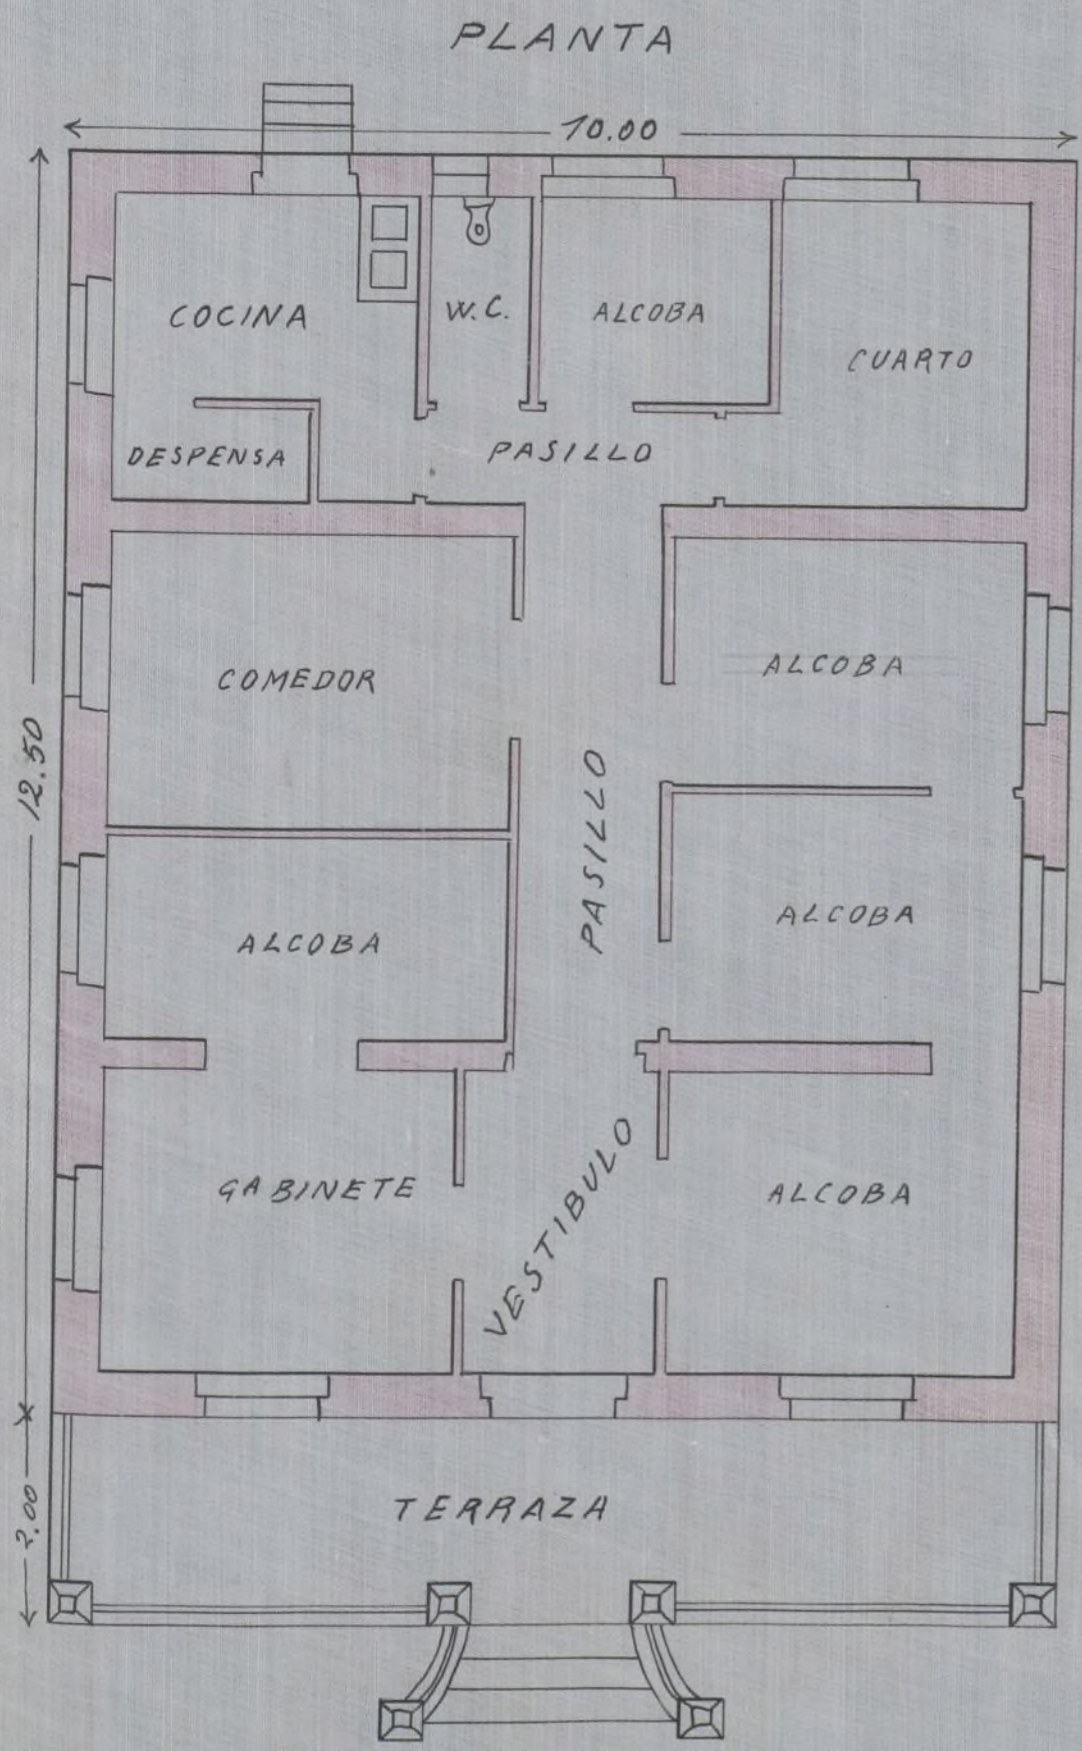 PLANTA
10.00
COCINA
W.C.
ALCOBA
CUARTO
DESPENSA
PASILLO
COMEDOR
ALCOBA
12.50
PASILLO
ALCOBA
ALCOBA
GABINETE
VESTIBULO
ALCOBA
TERRAZA
2.00